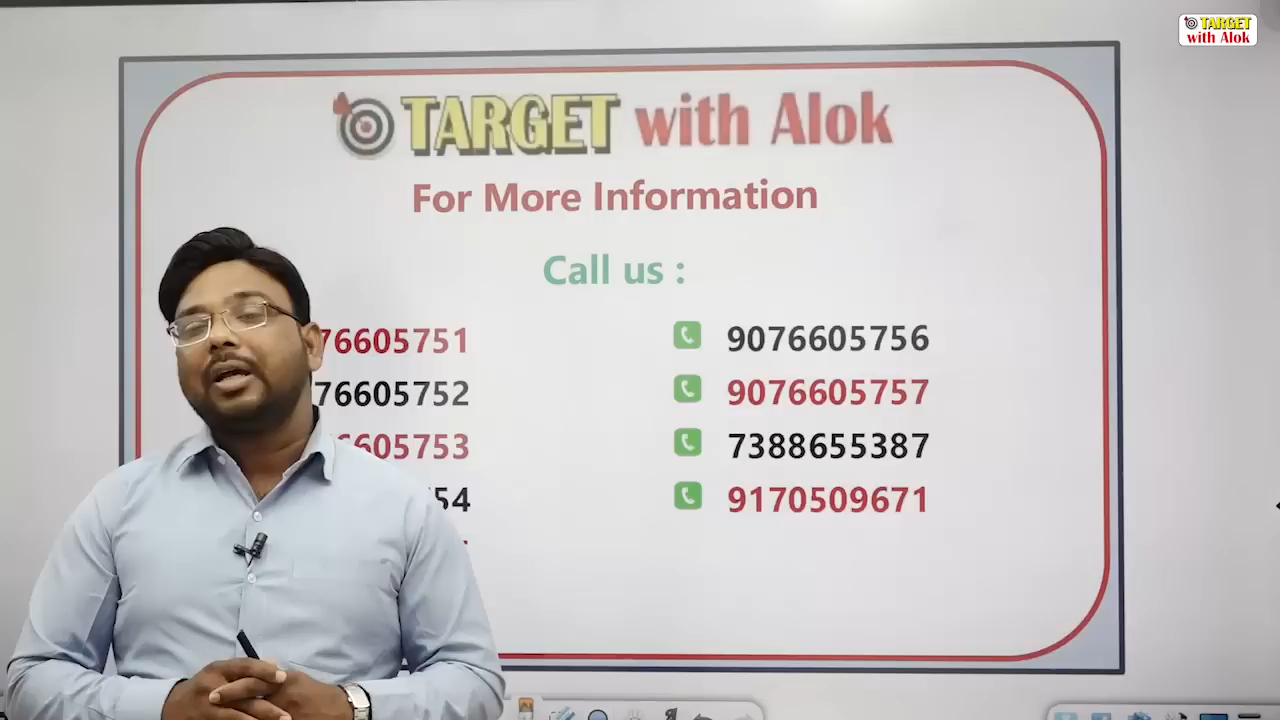 TARGET
with Alok
TARGET with Alok
For More Information
Call us :
76605751
76605752
605753
54
9076605756
9076605757
7388655387
9170509671